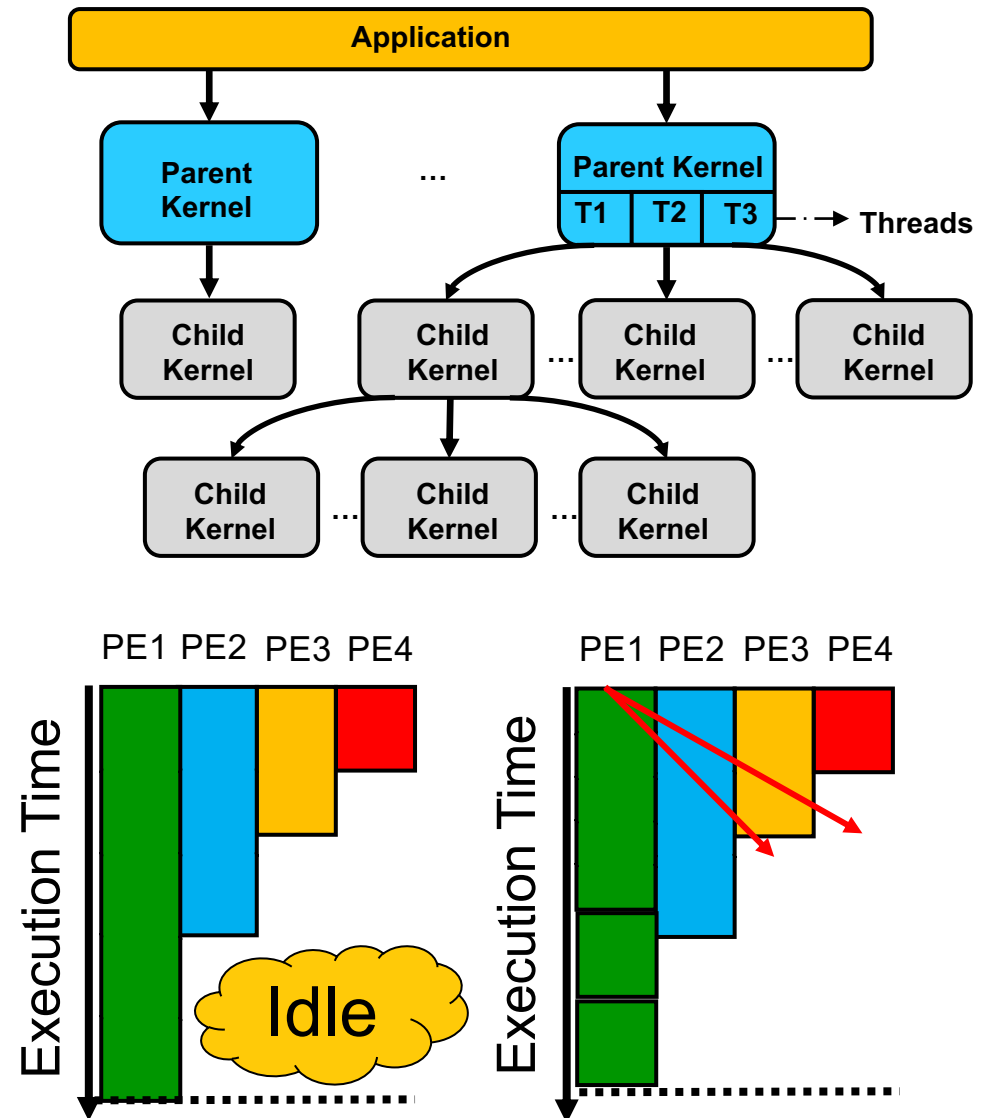 Application
Parent
Kernel
...
Parent Kernel
T1 T2 T3
Threads
Child
Kernel
Child
Kernel
...
Child
Kernel
...
Child
Kernel
Child
Kernel
...
Child
Kernel
...
Child
Kernel
PE1 PE2 PE3 PE4
Execution Time
Idle
PE1 PE2 PE3 PE4
Execution Time